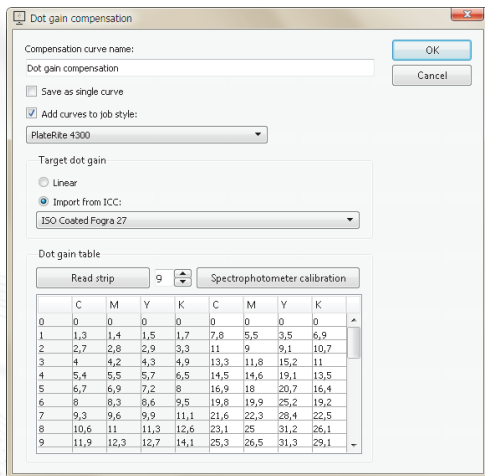 Dot gain compensation
Compensation curve name:
OK
Dot gain compensation
Cancel
Save as single curve
Add curves to job style:
PlateRite 4300
Target dot gain
Linear
Import from ICC:
ISO Coated Fogra 27
Dot gain table
Read strip 9 Spectrophotometer calibration
C M Y K C M Y K
0 0 0 0 0 0 0 0 0
1 1,3 1,4 1,5 1,7 7,8 5,5 3,5 6,9
2 2,7 2,8 2,9 3,3 11 9 9,1 10,7
3 4 4,2 4,3 4,9 13,3 11,8 15,2 11
4 5,4 5,5 5,7 6,5 14,5 14,6 19,1 13,5
5 6,7 6,9 7,2 8 16,9 18 20,7 16,4
6 8 8,3 8,6 9,5 19,8 19,9 25,2 19,2
7 9,3 9,6 9,9 11,1 21,6 22,3 28,4 22,5
8 10,6 11 11,3 12,6 23,1 25 31,2 26,1
9 11,9 12,3 12,7 14,1 25,3 26,5 31,3 29,1